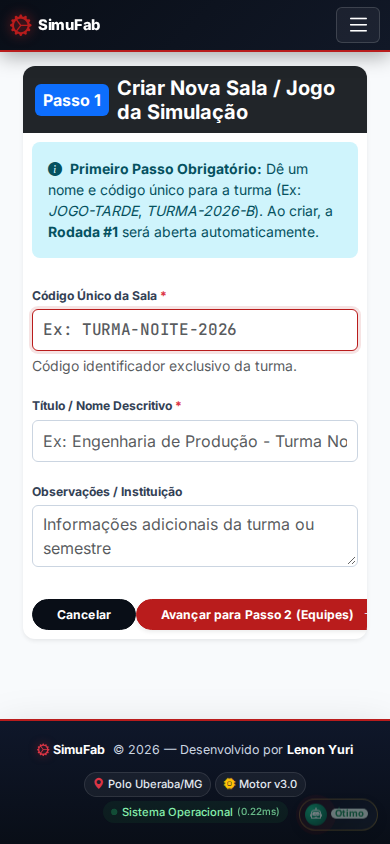 SimuFab
Passo 1
Criar Nova Sala / Jogo
da Simulação
Primeiro Passo Obrigatório: Dê um
nome e código único para a turma (Ex:
JOGO-TARDE, TURMA-2026-B). Ao criar, a
Rodada #1 será aberta automaticamente.
Código Único da Sala *
Ex: TURMA-NOITE-2026
Código identificador exclusivo da turma.
Título / Nome Descritivo *
Ex: Engenharia de Produção - Turma No
Observações / Instituição
Informações adicionais da turma ou
semestre
Cancelar
Avançar para Passo 2 (Equipes)
SimuFab © 2026 — Desenvolvido por Lenon Yuri
Polo Uberaba/MG
Motor v3.0
Sistema Operacional (0.22ms)
Ótimo